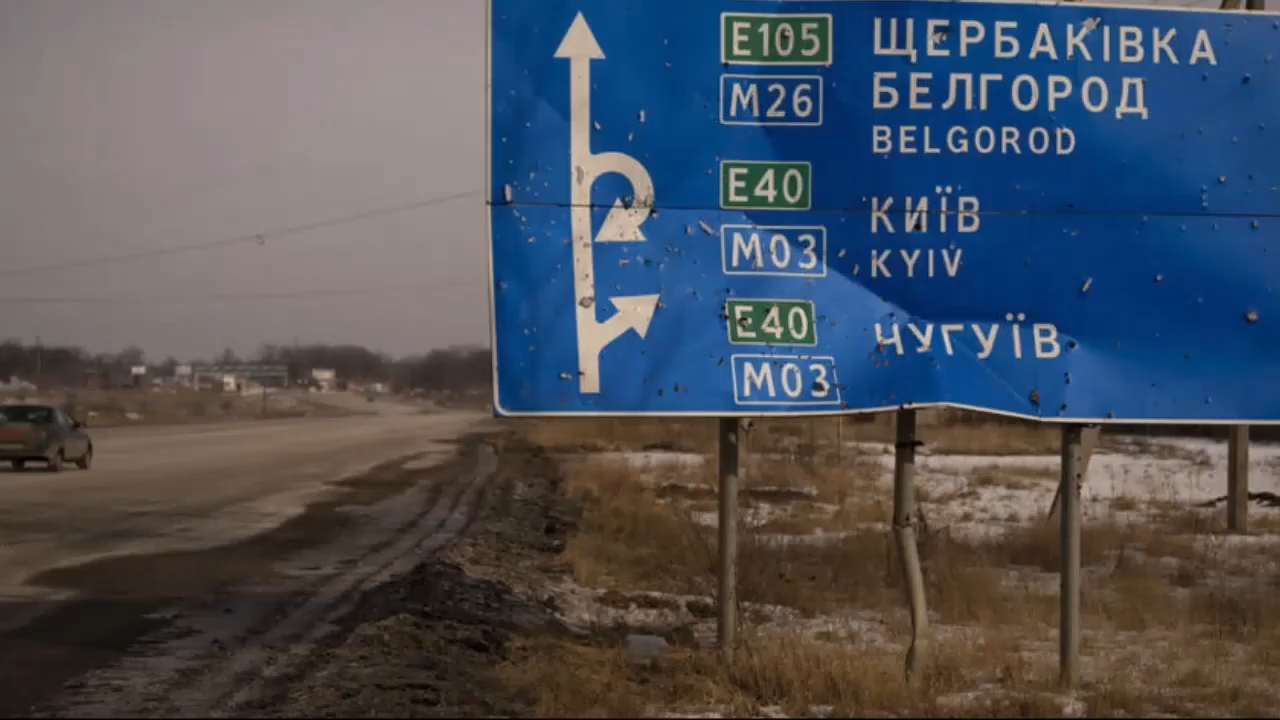 E105 ЩЕРБАКІВКА
M26 БЕЛГОРОД
BELGOROD
E40 КИЇВ
M03 KYIV
E40 ЧУГУЇВ
M03